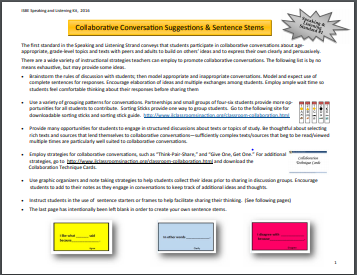 ISBE Speaking and Listening Kit, 2016
Collaborative Conversation Suggestions & Sentence Stems
Speaking &
The first standard in the Speaking and Listening Strand conveys that students participate in collaborative conversations about age-
appropriate, grade-level topics and texts with peers and adults to build on others' ideas and to express their own clearly and persuasively.
There are a wide variety of instructional strategies teachers can employ to promote collaborative conversations. The following list is by no
means exhaustive, but may provide some ideas.
• Brainstorm the rules of discussion with students; then model appropriate and inappropriate conversations. Model and expect use of
complete sentences for responses. Encourage elaboration of ideas and multiple exchanges among students. Employ ample wait time so
students feel comfortable thinking about their responses before sharing them
• Use a variety of grouping patterns for conversations. Partnerships and small groups of four-six students provide more op-
portunities for all students to contribute. Sorting Sticks provide one way to group students. Go to the following site for
downloadable sorting sticks and sorting stick guide. http://www.ilclassroomsinaction.org/classroom-collaboration.html
• Provide many opportunities for students to engage in structured discussions about texts or topics of study. Be thoughtful about selecting
rich texts and sources that lend themselves to collaborative conversations—sufficiently complex texts/sources that beg to be read/viewed
multiple times are particularly well suited to collaborative conversations.
• Employ strategies for collaborative conversations, such as "Think-Pair-Share," and "Give One, Get One." For additional
strategies, go to http://www.ilclassroomsinaction.org/classroom-collaboration.html and download the
Collaboration Technique Cards.
Collaborative
Technique Cards
• Use graphic organizers and note taking strategies to help students collect their ideas prior to sharing in discussion groups. Encourage
students to add to their notes as they engage in conversations to keep track of additional ideas and thoughts.
• Instruct students in the use of sentence starters or frames to help facilitate their thinking. (See following pages)
• The last page has intentionally been left blank in order to create your own sentence stems.
I like what ____ said
because________
In other words
1